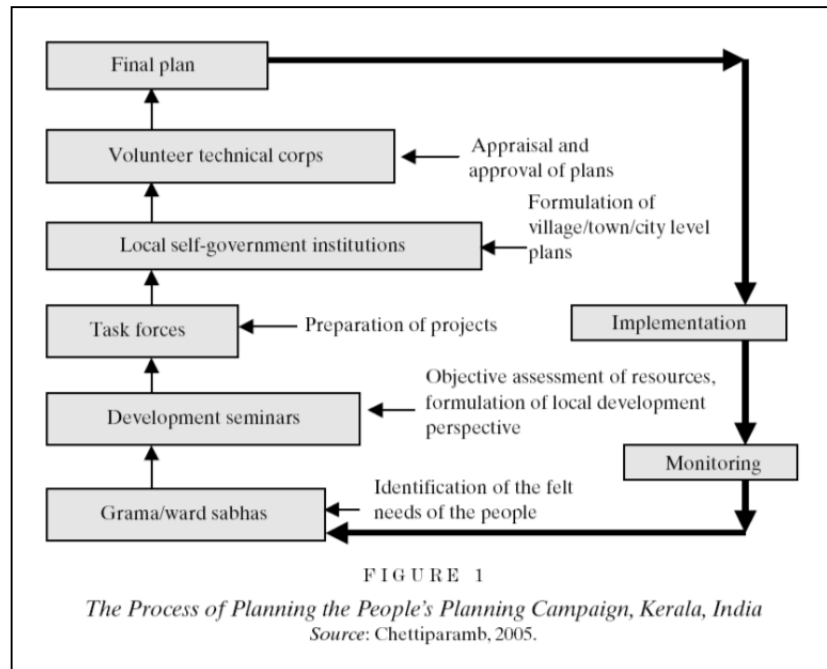 Final plan
Volunteer technical corps
Appraisal and
approval of plans
Formulation of
village/town/city level
plans
Local self-government institutions
Task forces
Preparation of projects
Implementation
Objective assessment of resources,
formulation of local development
perspective
Development seminars
Monitoring
Identification of the felt
needs of the people
Grama/ward sabhas
FIGURE 1
The Process of Planning the People's Planning Campaign, Kerala, India
Source: Chettiparamb, 2005.